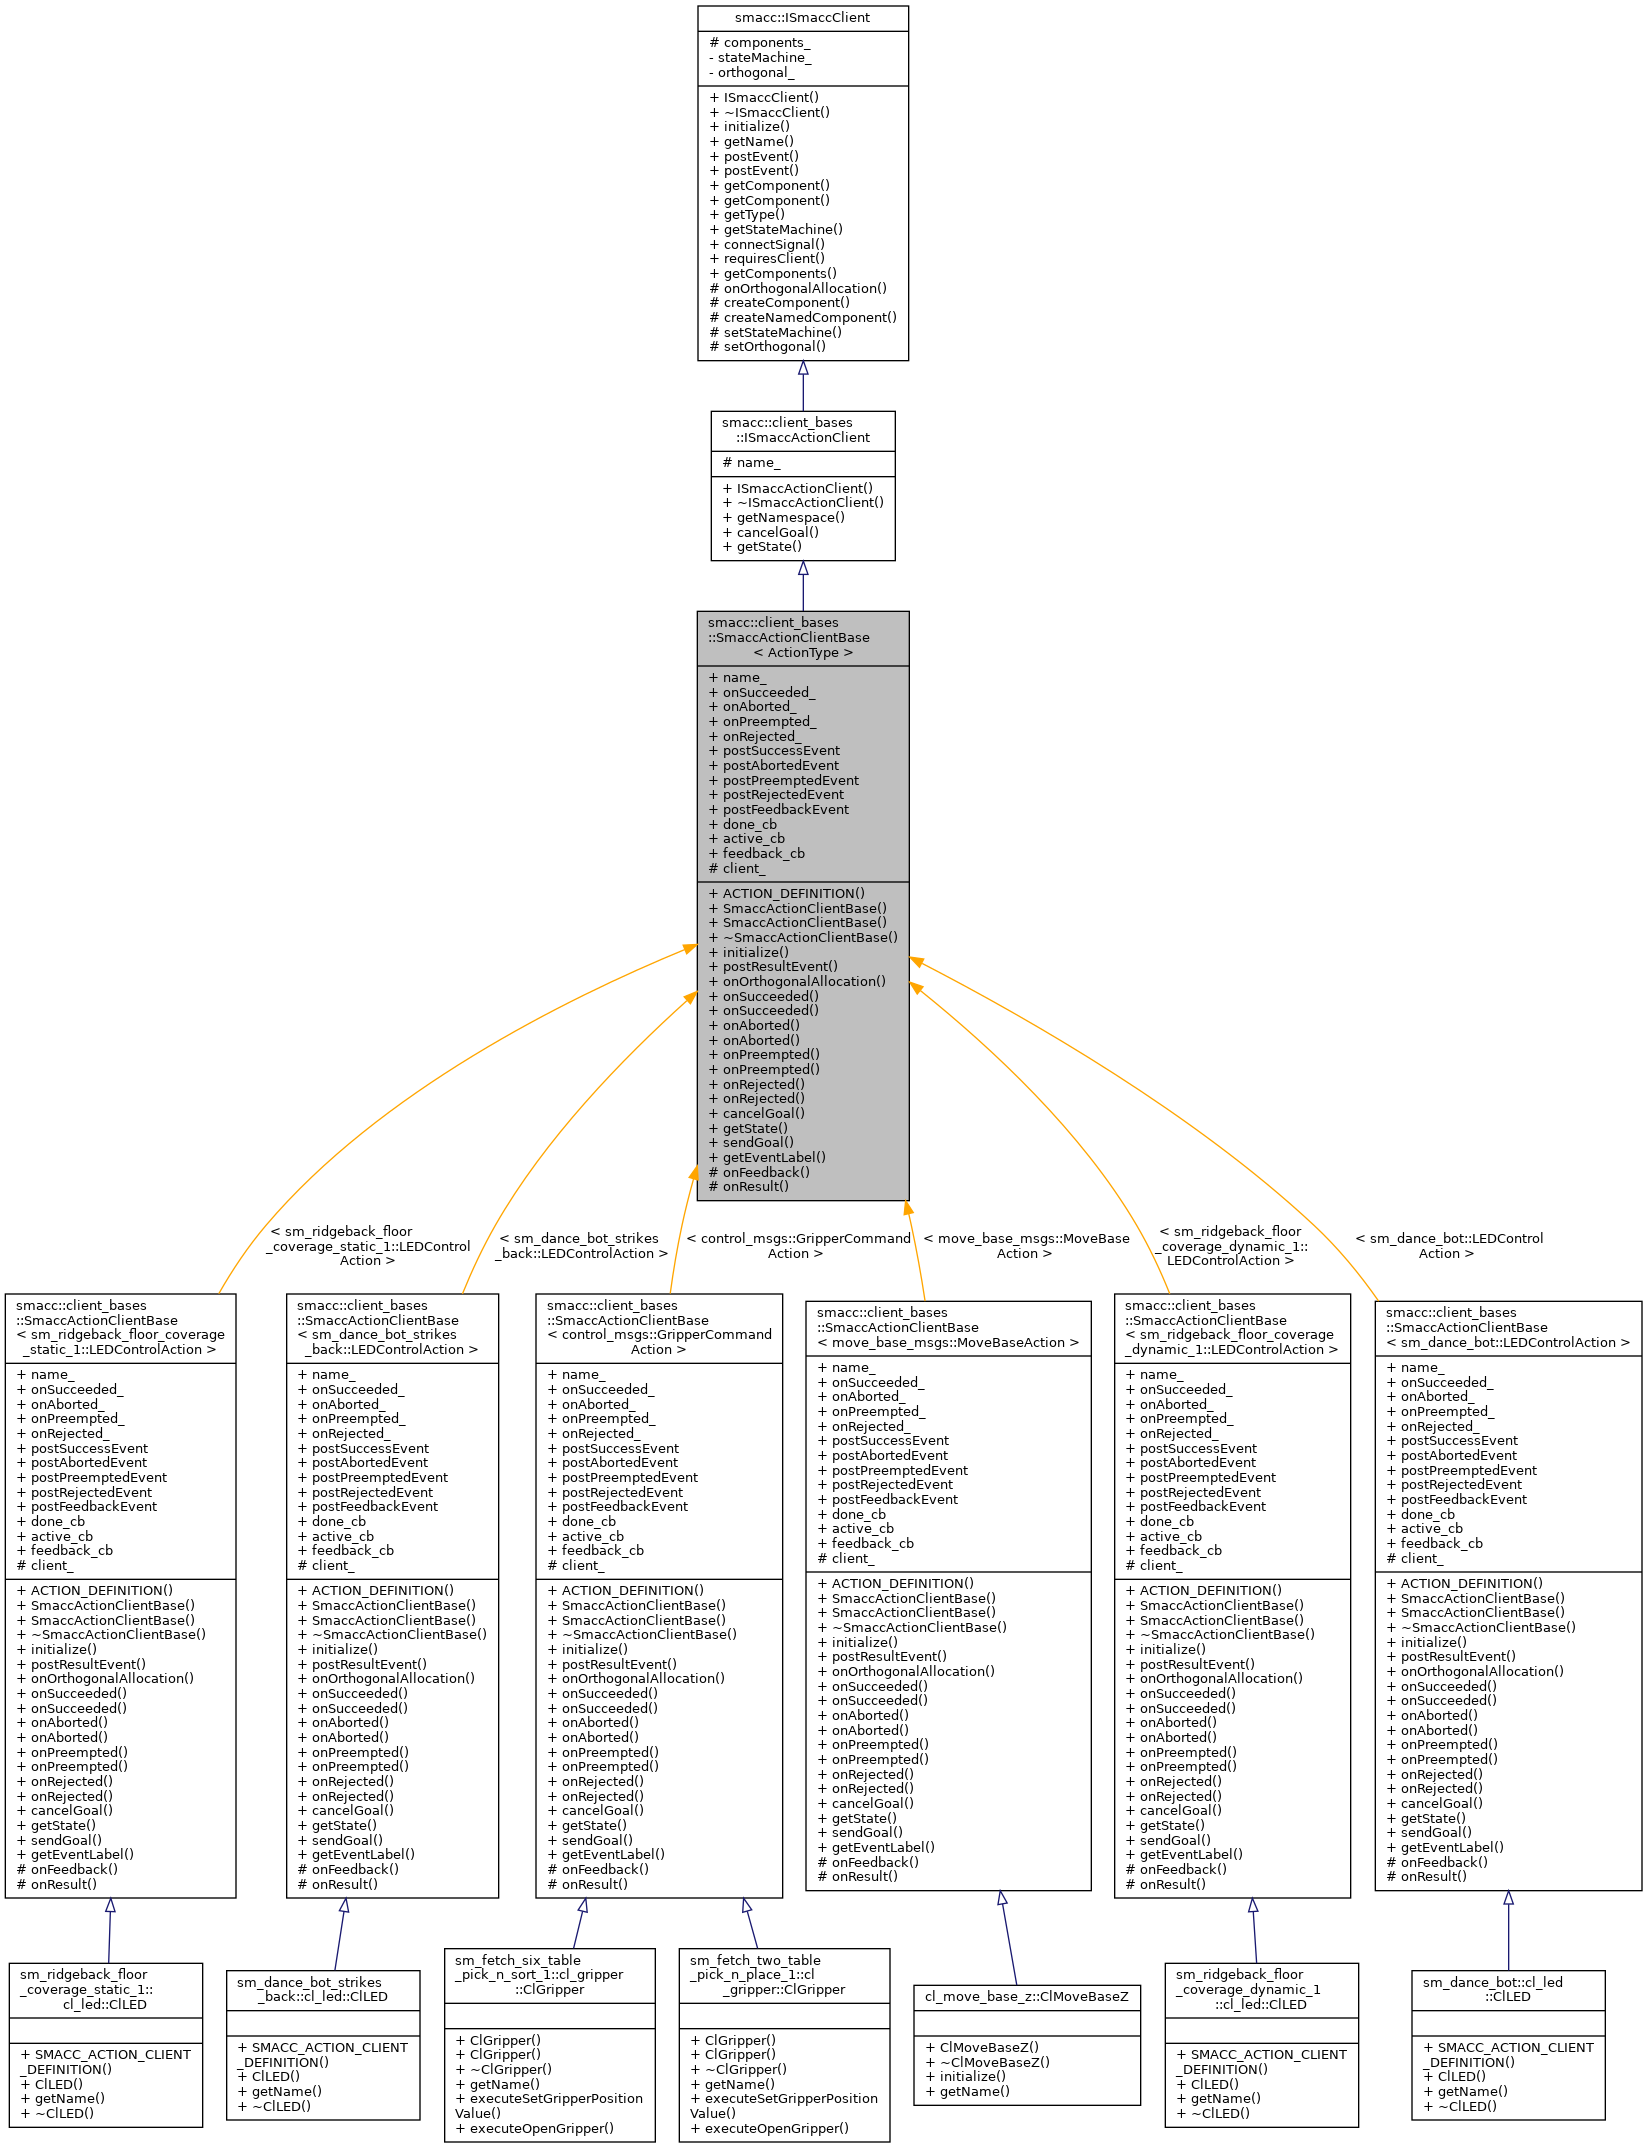 smacc::ISmaccClient
# components_
- stateMachine_
- orthogonal_
+ ISmaccClient()
+ ~ISmaccClient()
+ initialize()
+ getName()
+ postEvent()
+ postEvent()
+ getComponent()
+ getComponent()
+ getType()
+ getStateMachine()
+ connectSignal()
+ requiresClient()
+ getComponents()
# onOrthogonalAllocation()
# createComponent()
# createNamedComponent()
# setStateMachine()
# setOrthogonal()
smacc::client_bases
::ISmaccActionClient
# name_
+ ISmaccActionClient()
+ ~ISmaccActionClient()
+ getNamespace()
+ cancelGoal()
+ getState()
smacc::client_bases
::SmaccActionClientBase
< ActionType >
+ name_
+ onSucceeded_
+ onAborted_
+ onPreempted_
+ onRejected_
+ postSuccessEvent
+ postAbortedEvent
+ postPreemptedEvent
+ postRejectedEvent
+ postFeedbackEvent
+ done_cb
+ active_cb
+ feedback_cb
# client_
+ ACTION_DEFINITION()
+ SmaccActionClientBase()
+ SmaccActionClientBase()
+ ~SmaccActionClientBase()
+ initialize()
+ postResultEvent()
+ onOrthogonalAllocation()
+ onSucceeded()
+ onSucceeded()
+ onAborted()
+ onAborted()
+ onPreempted()
+ onPreempted()
+ onRejected()
+ onRejected()
+ cancelGoal()
+ getState()
+ sendGoal()
+ getEventLabel()
# onFeedback()
# onResult()
< sm_ridgeback_floor
_coverage_static_1::LEDControl
Action >
< sm_dance_bot_strikes
_back::LEDControlAction >
< control_msgs::GripperCommand
Action >
< move_base_msgs::MoveBase
Action >
< sm_ridgeback_floor
_coverage_dynamic_1::
LEDControlAction >
< sm_dance_bot::LEDControl
Action >
smacc::client_bases
::SmaccActionClientBase
< sm_ridgeback_floor_coverage
_static_1::LEDControlAction >
+ name_
+ onSucceeded_
+ onAborted_
+ onPreempted_
+ onRejected_
+ postSuccessEvent
+ postAbortedEvent
+ postPreemptedEvent
+ postRejectedEvent
+ postFeedbackEvent
+ done_cb
+ active_cb
+ feedback_cb
# client_
+ ACTION_DEFINITION()
+ SmaccActionClientBase()
+ SmaccActionClientBase()
+ ~SmaccActionClientBase()
+ initialize()
+ postResultEvent()
+ onOrthogonalAllocation()
+ onSucceeded()
+ onSucceeded()
+ onAborted()
+ onAborted()
+ onPreempted()
+ onPreempted()
+ onRejected()
+ onRejected()
+ cancelGoal()
+ getState()
+ sendGoal()
+ getEventLabel()
# onFeedback()
# onResult()
smacc::client_bases
::SmaccActionClientBase
< sm_dance_bot_strikes
_back::LEDControlAction >
+ name_
+ onSucceeded_
+ onAborted_
+ onPreempted_
+ onRejected_
+ postSuccessEvent
+ postAbortedEvent
+ postPreemptedEvent
+ postRejectedEvent
+ postFeedbackEvent
+ done_cb
+ active_cb
+ feedback_cb
# client_
+ ACTION_DEFINITION()
+ SmaccActionClientBase()
+ SmaccActionClientBase()
+ ~SmaccActionClientBase()
+ initialize()
+ postResultEvent()
+ onOrthogonalAllocation()
+ onSucceeded()
+ onSucceeded()
+ onAborted()
+ onAborted()
+ onPreempted()
+ onPreempted()
+ onRejected()
+ onRejected()
+ cancelGoal()
+ getState()
+ sendGoal()
+ getEventLabel()
# onFeedback()
# onResult()
smacc::client_bases
::SmaccActionClientBase
< control_msgs::GripperCommand
Action >
+ name_
+ onSucceeded_
+ onAborted_
+ onPreempted_
+ onRejected_
+ postSuccessEvent
+ postAbortedEvent
+ postPreemptedEvent
+ postRejectedEvent
+ postFeedbackEvent
+ done_cb
+ active_cb
+ feedback_cb
# client_
+ ACTION_DEFINITION()
+ SmaccActionClientBase()
+ SmaccActionClientBase()
+ ~SmaccActionClientBase()
+ initialize()
+ postResultEvent()
+ onOrthogonalAllocation()
+ onSucceeded()
+ onSucceeded()
+ onAborted()
+ onAborted()
+ onPreempted()
+ onPreempted()
+ onRejected()
+ onRejected()
+ cancelGoal()
+ getState()
+ sendGoal()
+ getEventLabel()
# onFeedback()
# onResult()
smacc::client_bases
::SmaccActionClientBase
< move_base_msgs::MoveBaseAction >
+ name_
+ onSucceeded_
+ onAborted_
+ onPreempted_
+ onRejected_
+ postSuccessEvent
+ postAbortedEvent
+ postPreemptedEvent
+ postRejectedEvent
+ postFeedbackEvent
+ done_cb
+ active_cb
+ feedback_cb
# client_
+ ACTION_DEFINITION()
+ SmaccActionClientBase()
+ SmaccActionClientBase()
+ ~SmaccActionClientBase()
+ initialize()
+ postResultEvent()
+ onOrthogonalAllocation()
+ onSucceeded()
+ onSucceeded()
+ onAborted()
+ onAborted()
+ onPreempted()
+ onPreempted()
+ onRejected()
+ onRejected()
+ cancelGoal()
+ getState()
+ sendGoal()
+ getEventLabel()
# onFeedback()
# onResult()
smacc::client_bases
::SmaccActionClientBase
< sm_ridgeback_floor_coverage
_dynamic_1::LEDControlAction >
+ name_
+ onSucceeded_
+ onAborted_
+ onPreempted_
+ onRejected_
+ postSuccessEvent
+ postAbortedEvent
+ postPreemptedEvent
+ postRejectedEvent
+ postFeedbackEvent
+ done_cb
+ active_cb
+ feedback_cb
# client_
+ ACTION_DEFINITION()
+ SmaccActionClientBase()
+ SmaccActionClientBase()
+ ~SmaccActionClientBase()
+ initialize()
+ postResultEvent()
+ onOrthogonalAllocation()
+ onSucceeded()
+ onSucceeded()
+ onAborted()
+ onAborted()
+ onPreempted()
+ onPreempted()
+ onRejected()
+ onRejected()
+ cancelGoal()
+ getState()
+ sendGoal()
+ getEventLabel()
# onFeedback()
# onResult()
smacc::client_bases
::SmaccActionClientBase
< sm_dance_bot::LEDControlAction >
+ name_
+ onSucceeded_
+ onAborted_
+ onPreempted_
+ onRejected_
+ postSuccessEvent
+ postAbortedEvent
+ postPreemptedEvent
+ postRejectedEvent
+ postFeedbackEvent
+ done_cb
+ active_cb
+ feedback_cb
# client_
+ ACTION_DEFINITION()
+ SmaccActionClientBase()
+ SmaccActionClientBase()
+ ~SmaccActionClientBase()
+ initialize()
+ postResultEvent()
+ onOrthogonalAllocation()
+ onSucceeded()
+ onSucceeded()
+ onAborted()
+ onAborted()
+ onPreempted()
+ onPreempted()
+ onRejected()
+ onRejected()
+ cancelGoal()
+ getState()
+ sendGoal()
+ getEventLabel()
# onFeedback()
# onResult()
sm_ridgeback_floor
_coverage_static_1::
cl_led::ClLED
+ SMACC_ACTION_CLIENT
_DEFINITION()
+ ClLED()
+ getName()
+ ~ClLED()
sm_dance_bot_strikes
_back::cl_led::ClLED
+ SMACC_ACTION_CLIENT
_DEFINITION()
+ ClLED()
+ getName()
+ ~ClLED()
sm_fetch_six_table
_pick_n_sort_1::cl_gripper
::ClGripper
+ ClGripper()
+ ClGripper()
+ ~ClGripper()
+ getName()
+ executeSetGripperPosition
Value()
+ executeOpenGripper()
sm_fetch_two_table
_pick_n_place_1::cl
_gripper::ClGripper
+ ClGripper()
+ ClGripper()
+ ~ClGripper()
+ getName()
+ executeSetGripperPosition
Value()
+ executeOpenGripper()
cl_move_base_z::ClMoveBaseZ
+ ClMoveBaseZ()
+ ~ClMoveBaseZ()
+ initialize()
+ getName()
sm_ridgeback_floor
_coverage_dynamic_1
::cl_led::ClLED
+ SMACC_ACTION_CLIENT
_DEFINITION()
+ ClLED()
+ getName()
+ ~ClLED()
sm_dance_bot::cl_led
::ClLED
+ SMACC_ACTION_CLIENT
_DEFINITION()
+ ClLED()
+ getName()
+ ~ClLED()